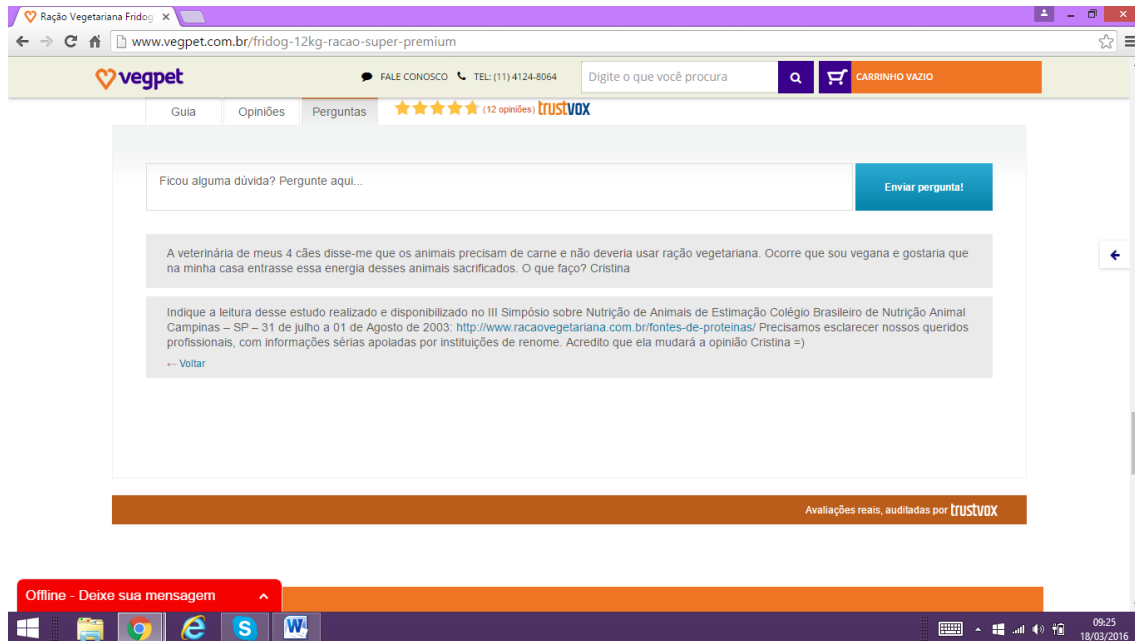 Ração Vegetariana Fridog
www.vegpet.com.br/fridog-12kg-racao-super-premium
vegpet
FALE CONOSCO TEL: (11) 4124-8064
Digite o que você procura
CARRINHO VAZIO
Guia Opiniões Perguntas (12 opiniões) trustvox
Ficou alguma dúvida? Pergunte aqui...
Enviar pergunta!
A veterinária de meus 4 cães disse-me que os animais precisam de carne e não deveria usar ração vegetariana. Ocorre que sou vegana e gostaria que
na minha casa entrasse essa energia desses animais sacrificados. O que faço? Cristina
Indique a leitura desse estudo realizado e disponibilizado no III Simpósio sobre Nutrição de Animais de Estimação Colégio Brasileiro de Nutrição Animal
Campinas – SP – 31 de julho a 01 de Agosto de 2003: http://www.racaovegetariana.com.br/fontes-de-proteinas/ Precisamos esclarecer nossos queridos
profissionais, com informações sérias apoiadas por instituições de renome. Acredito que ela mudará a opinião Cristina =)
← Voltar
Avaliações reais, auditadas por trustvox
Offline - Deixe sua mensagem
09:25
18/03/2016